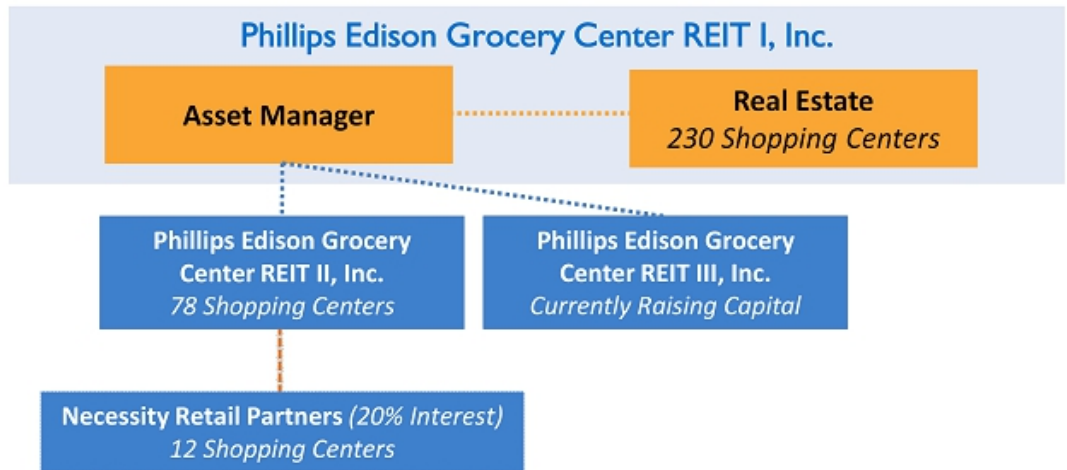 Phillips Edison Grocery Center REIT I, Inc.
Asset Manager
Real Estate
230 Shopping Centers
Phillips Edison Grocery
Center REIT II, Inc.
78 Shopping Centers
Phillips Edison Grocery
Center REIT III, Inc.
Currently Raising Capital
Necessity Retail Partners (20% Interest)
12 Shopping Centers